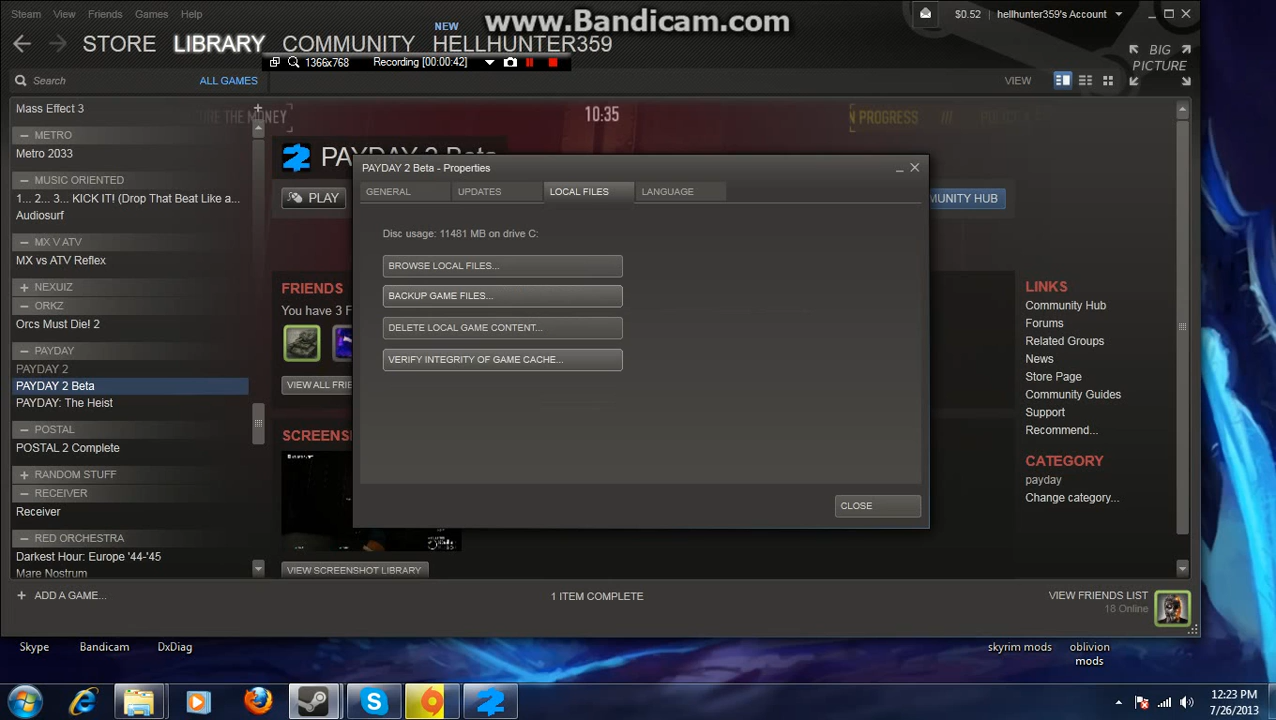 www.Bandicam.com
Steam View Friends Games Help
$0.52 hellhunter359's Account
NEW
STORE LIBRARY COMMUNITY HELLHUNTER359
1366x768 Recording [00:00:42]
BIG PICTURE
Search ALL GAMES VIEW
THE MONEY 10:35 N PROGRESS ///
Mass Effect 3
METRO
Metro 2033
MUSIC ORIENTED
1... 2... 3... KICK IT! (Drop That Beat Like a...
Audiosurf
MX V ATV
MX vs ATV Reflex
NEXUIZ
ORKZ
Orcs Must Die! 2
PAYDAY
PAYDAY 2
PAYDAY 2 Beta
PAYDAY: The Heist
POSTAL
POSTAL 2 Complete
RANDOM STUFF
RECEIVER
Receiver
RED ORCHESTRA
Darkest Hour: Europe '44-'45
Mare Nostrum
PAYDAY 2 Beta
PLAY
MUNITY HUB
PAYDAY 2 Beta - Properties
GENERAL UPDATES LOCAL FILES LANGUAGE
Disc usage: 11481 MB on drive C:
BROWSE LOCAL FILES...
BACKUP GAME FILES...
DELETE LOCAL GAME CONTENT...
VERIFY INTEGRITY OF GAME CACHE...
CLOSE
FRIENDS
You have 3 F
VIEW ALL FRIE
SCREENS
VIEW SCREENSHOT LIBRARY
LINKS
Community Hub
Forums
Related Groups
News
Store Page
Community Guides
Support
Recommend...
CATEGORY
payday
Change category...
ADD A GAME...
1 ITEM COMPLETE
VIEW FRIENDS LIST
18 Online
Skype Bandicam DxDiag
skyrim mods
oblivion mods
12:23 PM
7/26/2013